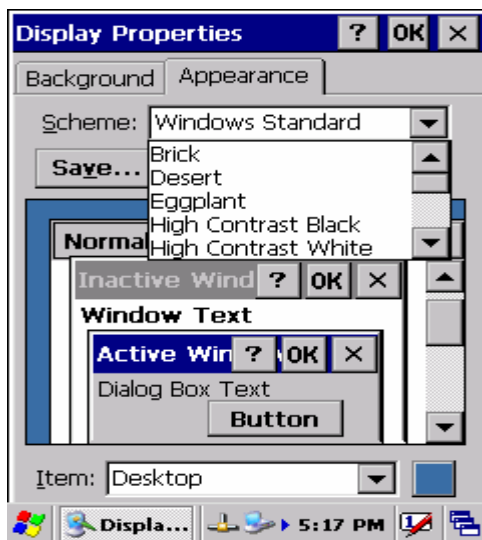 Display Properties ? OK ×
Background Appearance
Scheme: Windows Standard
Save...
Brick
Desert
Eggplant
High Contrast Black
High Contrast White
Normal
Inactive Wind ? OK ×
Window Text
Active Win ? OK ×
Dialog Box Text
Button
Item: Desktop
Displa... 5:17 PM